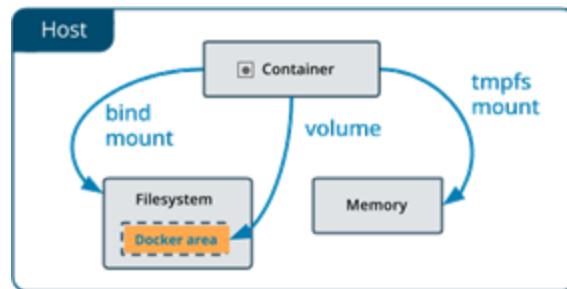 Host
Container
bind
mount
volume
tmpfs
mount
Filesystem
Docker area
Memory